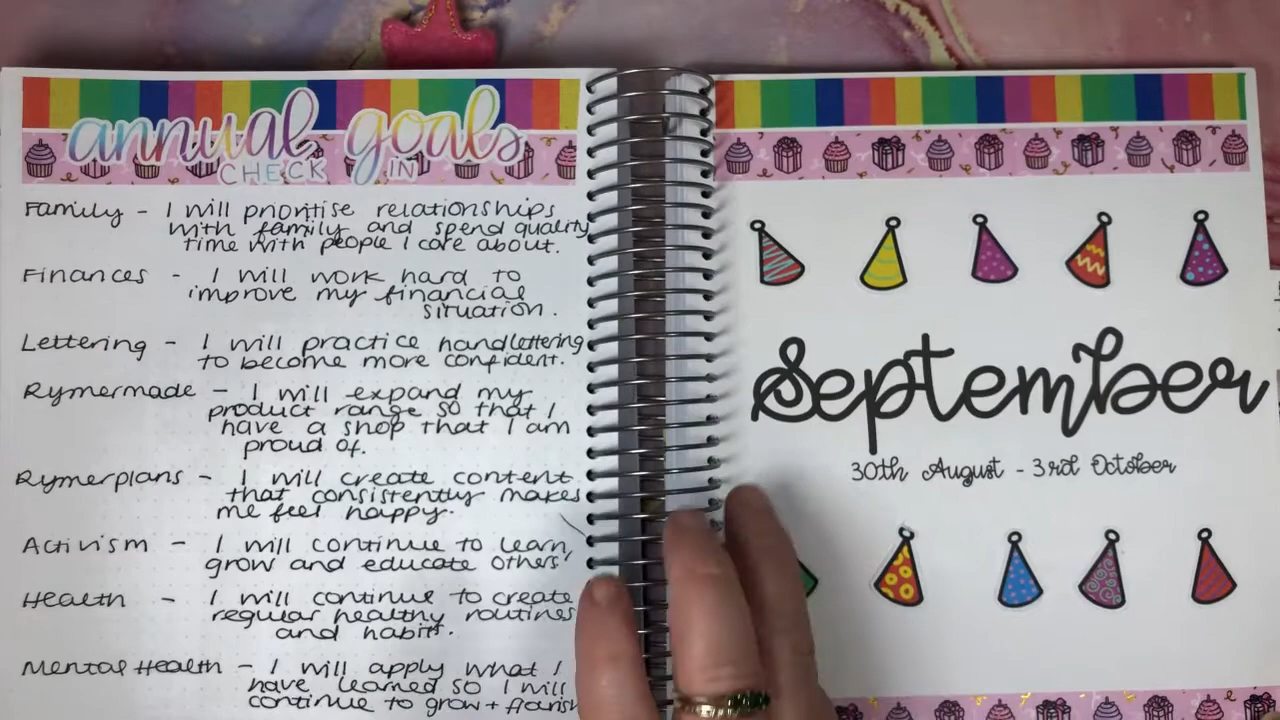 annual goals
CHECK IN
Family - I will prioritise relationships
with family and spend quality
time with people I care about.
Finances - I will work hard to
improve my financial
situation.
Lettering - I will practice handlettering
to become more confident.
Rymermade - I will expand my
product range so that I
have a shop that I am
proud of.
Rymerplans - I will create content
that consistently makes
me feel happy.
Activism - I will continue to learn,
grow and educate others
Health - I will continue to create
regular healthy routines
and habits.
Mental Health - I will apply what I
have learned so I will
continue to grow + flourish
September
30th August - 3rd October